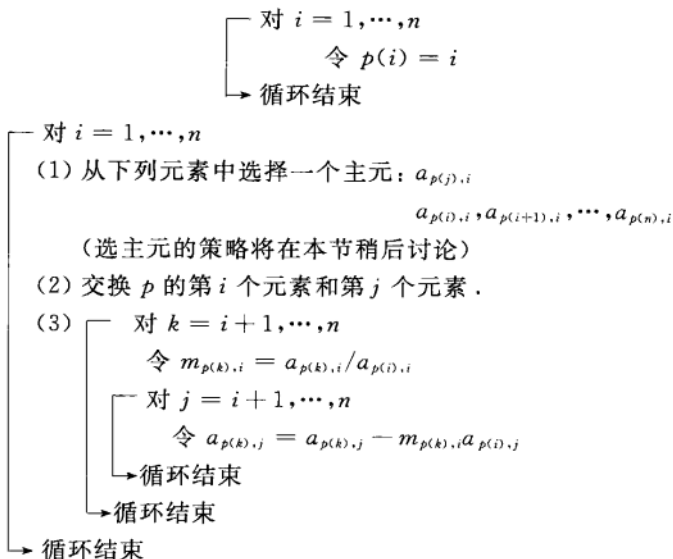 对 i = 1,⋯,n
令 p(i) = i
循环结束
对 i = 1,⋯,n
(1) 从下列元素中选择一个主元: a_{p(j),i}
a_{p(i),i}, a_{p(i+1),i}, ⋯, a_{p(n),i}
(选主元的策略将在本节稍后讨论)
(2) 交换 p 的第 i 个元素和第 j 个元素.
(3) 对 k = i+1,⋯,n
令 m_{p(k),i} = a_{p(k),i}/a_{p(i),i}
对 j = i+1,⋯,n
令 a_{p(k),j} = a_{p(k),j} − m_{p(k),i}a_{p(i),j}
循环结束
循环结束
循环结束